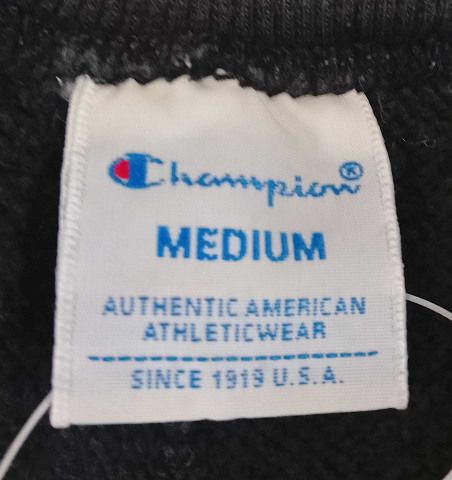 Champion®
MEDIUM
AUTHENTIC AMERICAN
ATHLETICWEAR
SINCE 1919 U.S.A.